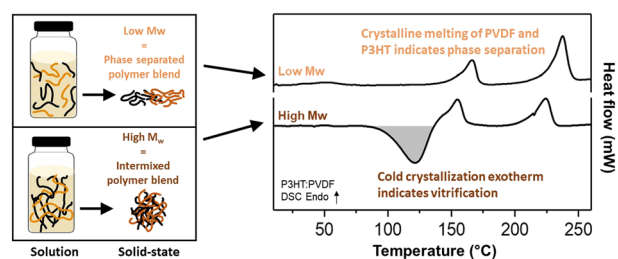 Low Mw
=
Phase separated
polymer blend
High Mw
=
Intermixed
polymer blend
Solution
Solid-state
Crystalline melting of PVDF and
P3HT indicates phase separation
Low Mw
High Mw
Cold crystallization exotherm
indicates vitrification
P3HT:PVDF
DSC Endo ↑
50
100
150
200
250
Temperature (°C)
Heat flow (mW)